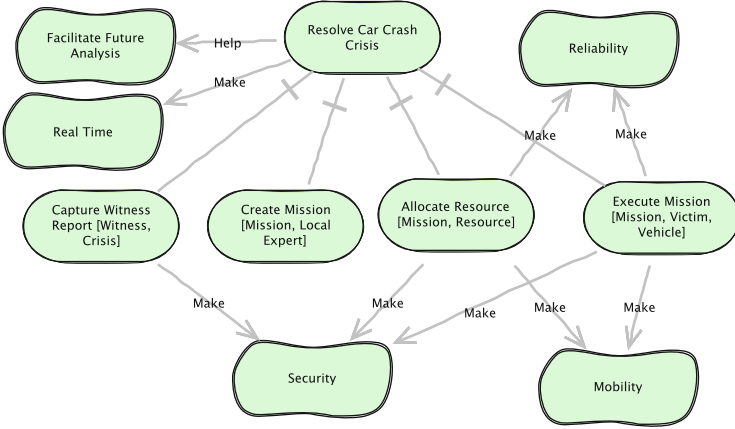 Facilitate Future
Analysis
Help
Resolve Car Crash
Crisis
Reliability
Make
Real Time
Make
Make
Capture Witness
Report [Witness,
Crisis]
Create Mission
[Mission, Local
Expert]
Allocate Resource
[Mission, Resource]
Execute Mission
[Mission, Victim,
Vehicle]
Make
Make
Make
Make
Make
Security
Mobility